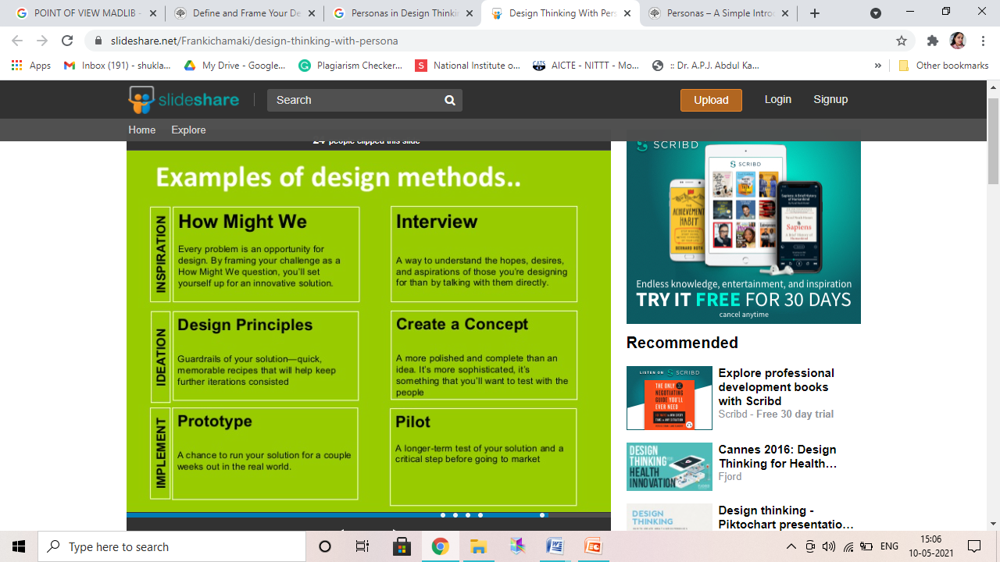 POINT OF VIEW MADLIB -
Define and Frame Your De
Personas in Design Thinki
Design Thinking With Pers
Personas – A Simple Intro
slideshare.net/Frankichamaki/design-thinking-with-persona
Apps
Inbox (191) - shukla...
My Drive - Google...
Plagiarism Checker...
National Institute o...
AICTE - NITTT - Mo...
:: Dr. A.P.J. Abdul Ka...
»
Other bookmarks
slideshare
Search
Upload
Login
Signup
Home
Explore
24 people clipped this slide
Examples of design methods..
INSPIRATION
How Might We
Every problem is an opportunity for
design. By framing your challenge as a
How Might We question, you'll set
yourself up for an innovative solution.
Interview
A way to understand the hopes, desires,
and aspirations of those you're designing
for than by talking with them directly.
IDEATION
Design Principles
Guardrails of your solution—quick,
memorable recipes that will help keep
further iterations consisted
Create a Concept
A more polished and complete than an
idea. It's more sophisticated, it's
something that you'll want to test with the
people
IMPLEMENT
Prototype
A chance to run your solution for a couple
weeks out in the real world.
Pilot
A longer-term test of your solution and a
critical step before going to market
SCRIBD
SCRIBD
THE
ACHIEVEMENT
HABIT
BERNARD ROTH
Sapiens
Endless knowledge, entertainment, and inspiration
TRY IT FREE FOR 30 DAYS
cancel anytime
Recommended
LISTEN ON SCRIBD
THE ONLY
NEGOTIATING
GUIDE YOU'LL
EVER NEED
Explore professional
development books
with Scribd
Scribd - Free 30 day trial
DESIGN
THINKING FOR
HEALTH
INNOVATION
Cannes 2016: Design
Thinking for Health...
Fjord
DESIGN
THINKING
Design thinking -
Piktochart presentatio...
Type here to search
ENG
15:06
10-05-2021